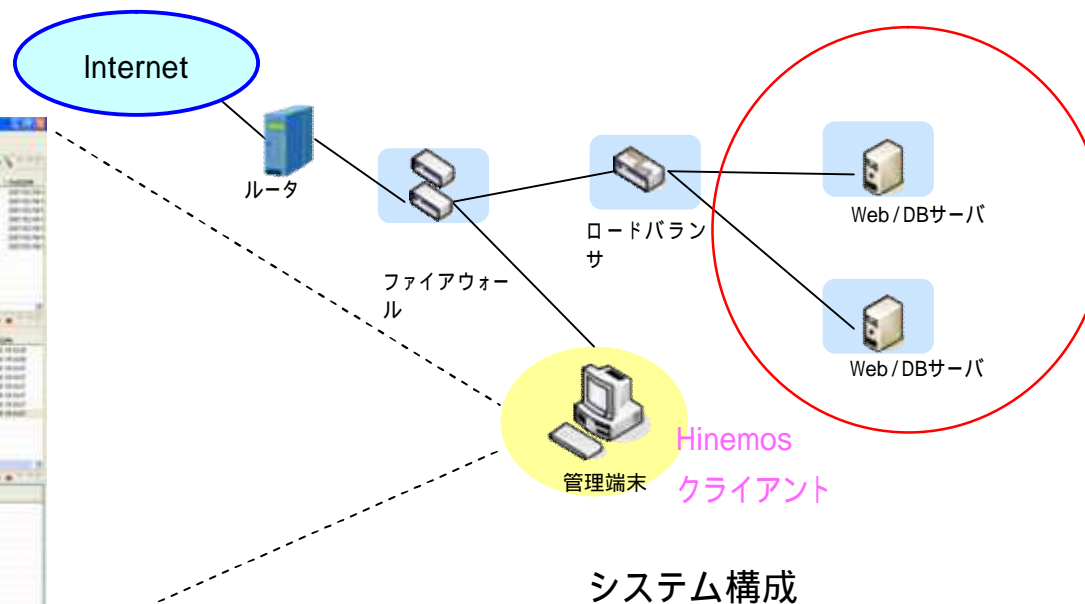 Internet
ルータ
ファイアウォー
ル
ロードバラン
サ
Web/DBサーバ
Web/DBサーバ
管理端末
Hinemos
クライアント
システム構成